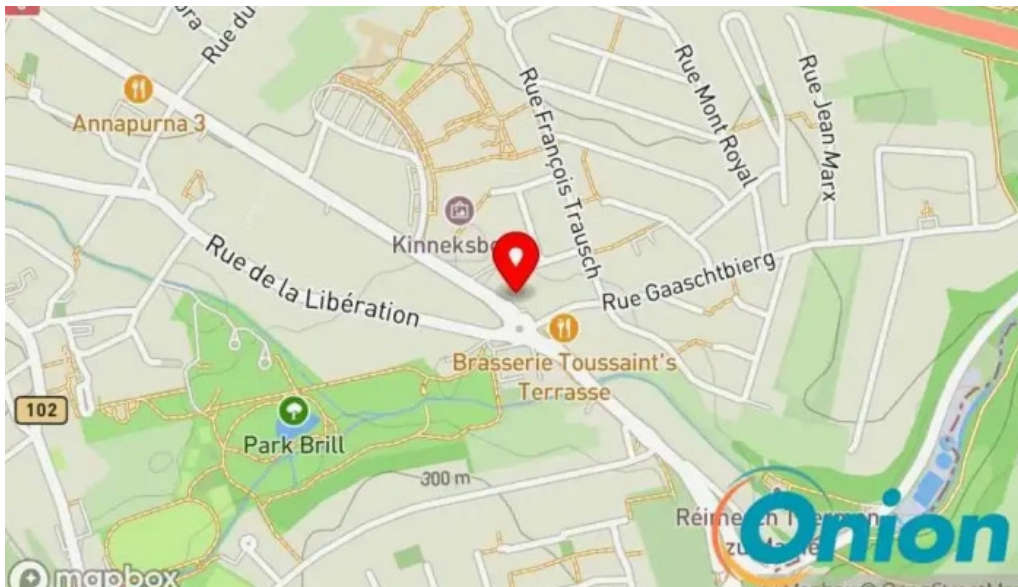 ora
Rue du
Annapurna 3
Rue François Trausch
Rue Mont Royal
Rue Jean Marx
Rue de la Libération
Rue Gaaschtbierg
Brasserie Toussaint's
Terrasse
102
Park Brill
300 m
Onion
mapbox